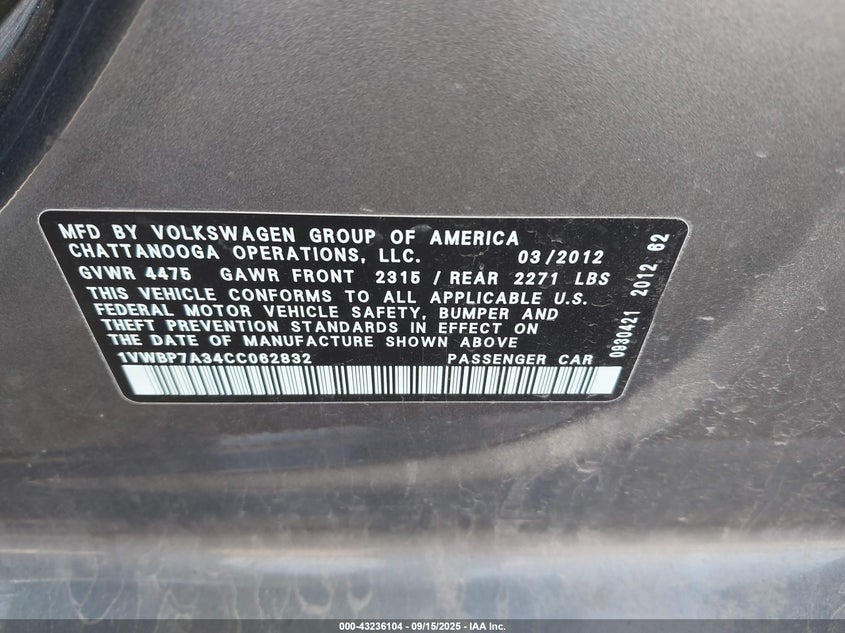 MFD BY VOLKSWAGEN GROUP OF AMERICA
CHATTANOOGA OPERATIONS, LLC. 03/2012
GVWR 4475 GAWR FRONT 2315 / REAR 2271 LBS
THIS VEHICLE CONFORMS TO ALL APPLICABLE U.S.
FEDERAL MOTOR VEHICLE SAFETY, BUMPER AND
THEFT PREVENTION STANDARDS IN EFFECT ON
THE DATE OF MANUFACTURE SHOWN ABOVE
1VWBP7A34CC062832 PASSENGER CAR
0930421 2012 62
000-43236104 - 09/15/2025 - IAA Inc.